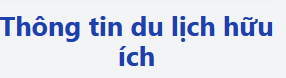 Thông tin du lịch hữu
ích